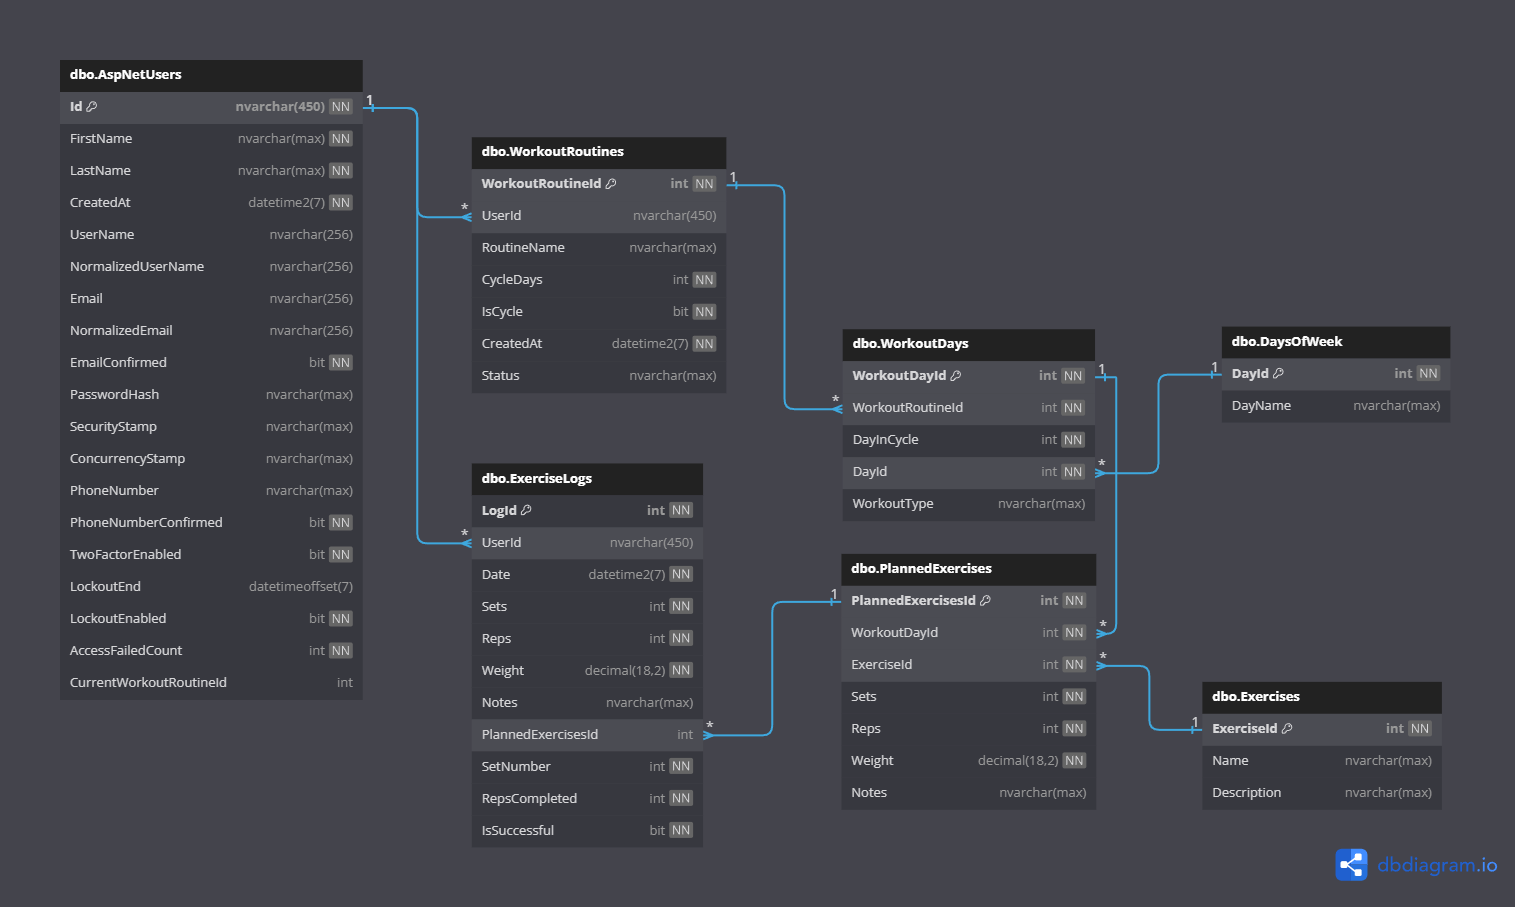 dbo.AspNetUsers
Id nvarchar(450) NN
FirstName nvarchar(max) NN
LastName nvarchar(max) NN
CreatedAt datetime2(7) NN
UserName nvarchar(256)
NormalizedUserName nvarchar(256)
Email nvarchar(256)
NormalizedEmail nvarchar(256)
EmailConfirmed bit NN
PasswordHash nvarchar(max)
SecurityStamp nvarchar(max)
ConcurrencyStamp nvarchar(max)
PhoneNumber nvarchar(max)
PhoneNumberConfirmed bit NN
TwoFactorEnabled bit NN
LockoutEnd datetimeoffset(7)
LockoutEnabled bit NN
AccessFailedCount int NN
CurrentWorkoutRoutineId int
1
dbo.WorkoutRoutines
WorkoutRoutineId int NN
1
* UserId nvarchar(450)
RoutineName nvarchar(max)
CycleDays int NN
IsCycle bit NN
CreatedAt datetime2(7) NN
Status nvarchar(max)
dbo.ExerciseLogs
LogId int NN
* UserId nvarchar(450)
Date datetime2(7) NN
Sets int NN
Reps int NN
Weight decimal(18,2) NN
Notes nvarchar(max)
PlannedExercisesId int *
SetNumber int NN
RepsCompleted int NN
IsSuccessful bit NN
dbo.WorkoutDays
WorkoutDayId int NN 1
* WorkoutRoutineId int NN
DayInCycle int NN
DayId int NN *
WorkoutType nvarchar(max)
dbo.PlannedExercises
1 PlannedExercisesId int NN
WorkoutDayId int NN *
ExerciseId int NN *
Sets int NN
Reps int NN
Weight decimal(18,2) NN
Notes nvarchar(max)
dbo.DaysOfWeek
1 DayId int NN
DayName nvarchar(max)
dbo.Exercises
1 ExerciseId int NN
Name nvarchar(max)
Description nvarchar(max)
dbdiagram.io